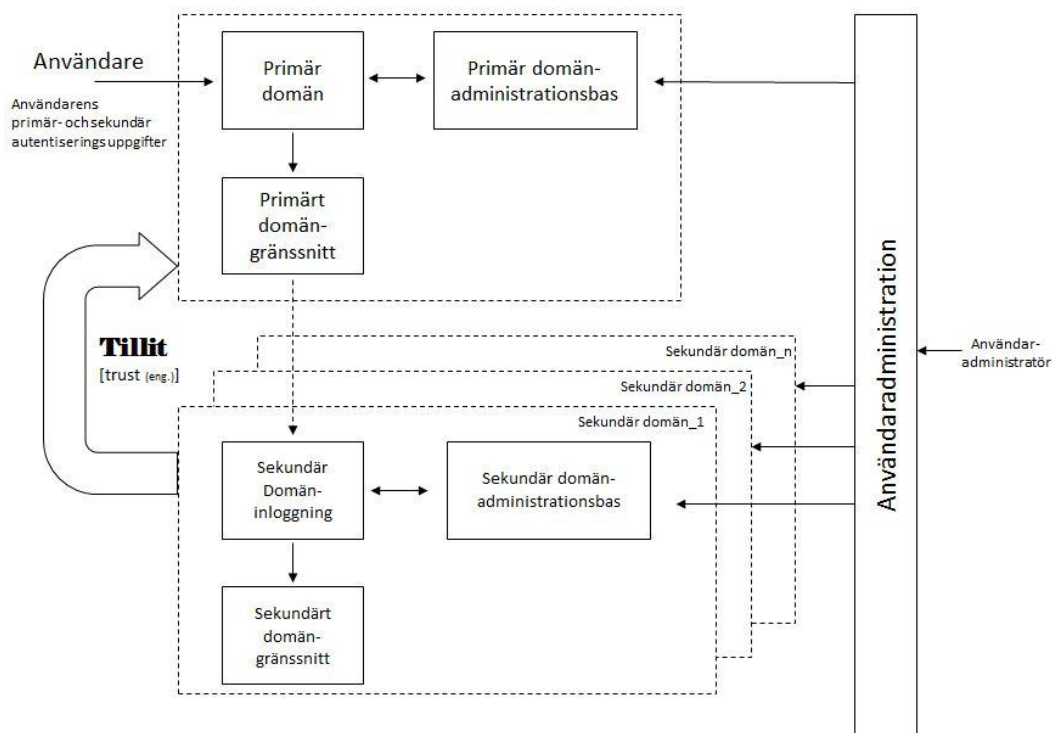 Användare
Användarens
primär- och sekundär
autentiseringsuppgifter
Primär
domän
Primär domän-
administrationsbas
Primärt
domän-
gränssnitt
Tillit
[trust (eng.)]
Sekundär domän_n
Sekundär domän_2
Sekundär domän_1
Sekundär
Domän-
inloggning
Sekundär domän-
administrationsbas
Sekundärt
domän-
gränssnitt
Användaradministration
Användar-
administratör